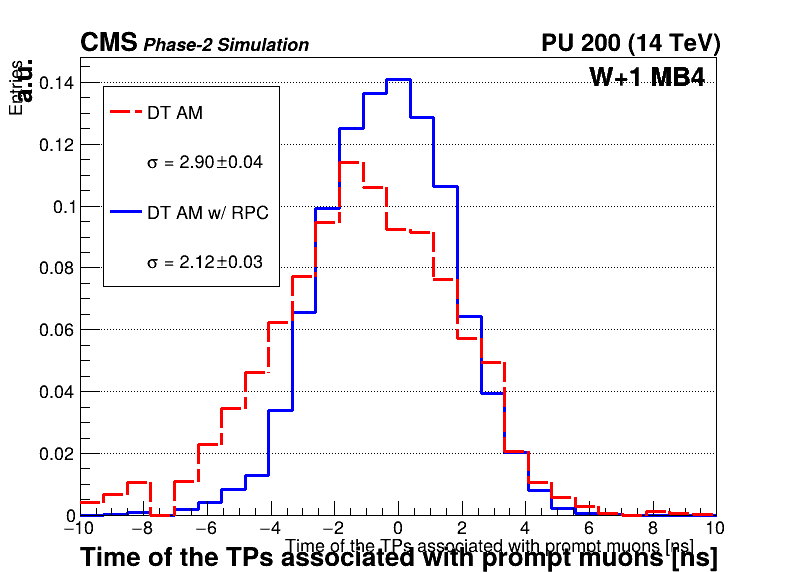 CMS Phase-2 Simulation PU 200 (14 TeV)
Entries
a.u.
W+1 MB4
DT AM
σ = 2.90±0.04
DT AM w/ RPC
σ = 2.12±0.03
0.14
0.12
0.1
0.08
0.06
0.04
0.02
0
−10 −8 −6 −4 −2 0 2 4 6 8 10
Time of the TPs associated with prompt muons [ns]
Time of the TPs associated with prompt muons [ns]